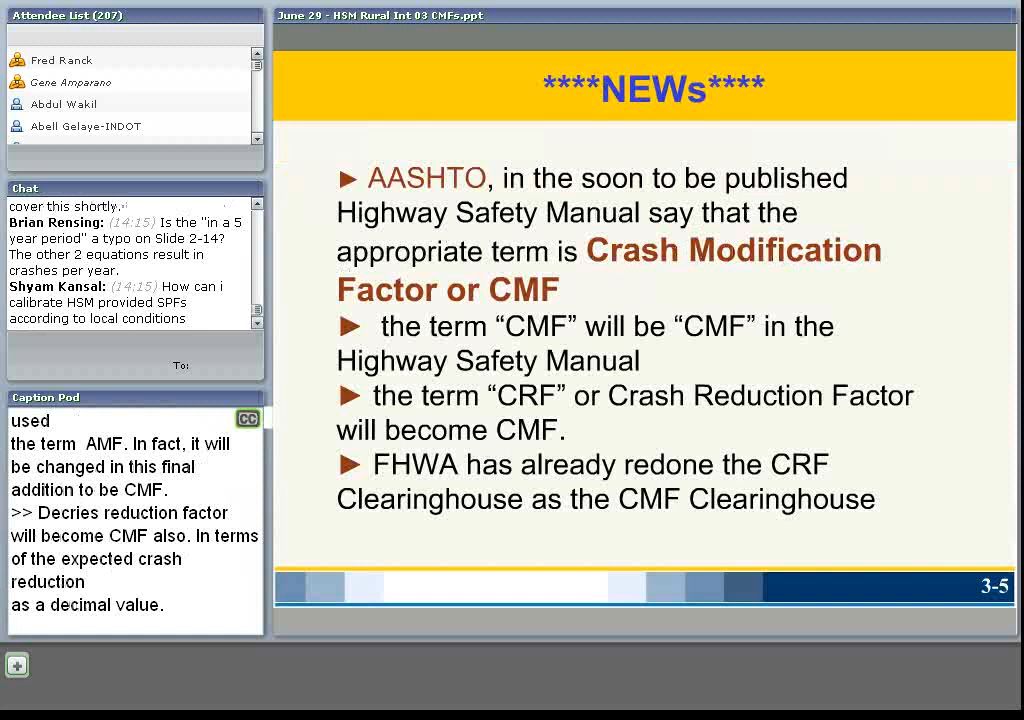 Attendee List (207)
Fred Ranck
Gene Amparano
Abdul Wakil
Abell Gelaye-INDOT
Chat
cover this shortly.
Brian Rensing: (14:15) Is the "in a 5
year period" a typo on Slide 2-14?
The other 2 equations result in
crashes per year.
Shyam Kansal: (14:15) How can i
calibrate HSM provided SPFs
according to local conditions
To:
Caption Pod
CC
used
the term AMF. In fact, it will
be changed in this final
addition to be CMF.
>> Decries reduction factor
will become CMF also. In terms
of the expected crash
reduction
as a decimal value.
June 29 - HSM Rural Int 03 CMFs.ppt
****NEWs****
► AASHTO, in the soon to be published
Highway Safety Manual say that the
appropriate term is Crash Modification
Factor or CMF
► the term “CMF” will be “CMF” in the
Highway Safety Manual
► the term “CRF” or Crash Reduction Factor
will become CMF.
► FHWA has already redone the CRF
Clearinghouse as the CMF Clearinghouse
3-5